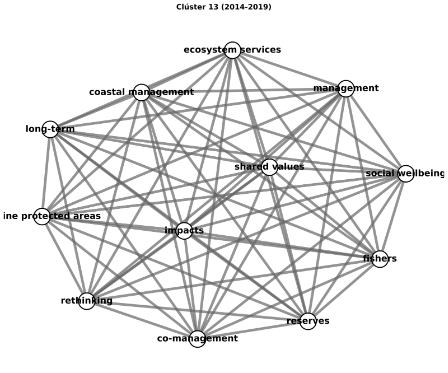 Clúster 13 (2014-2019)
ecosystem services
coastal management
management
long-term
shared values
social wellbeing
ine protected areas
impacts
fishers
rethinking
reserves
co-management